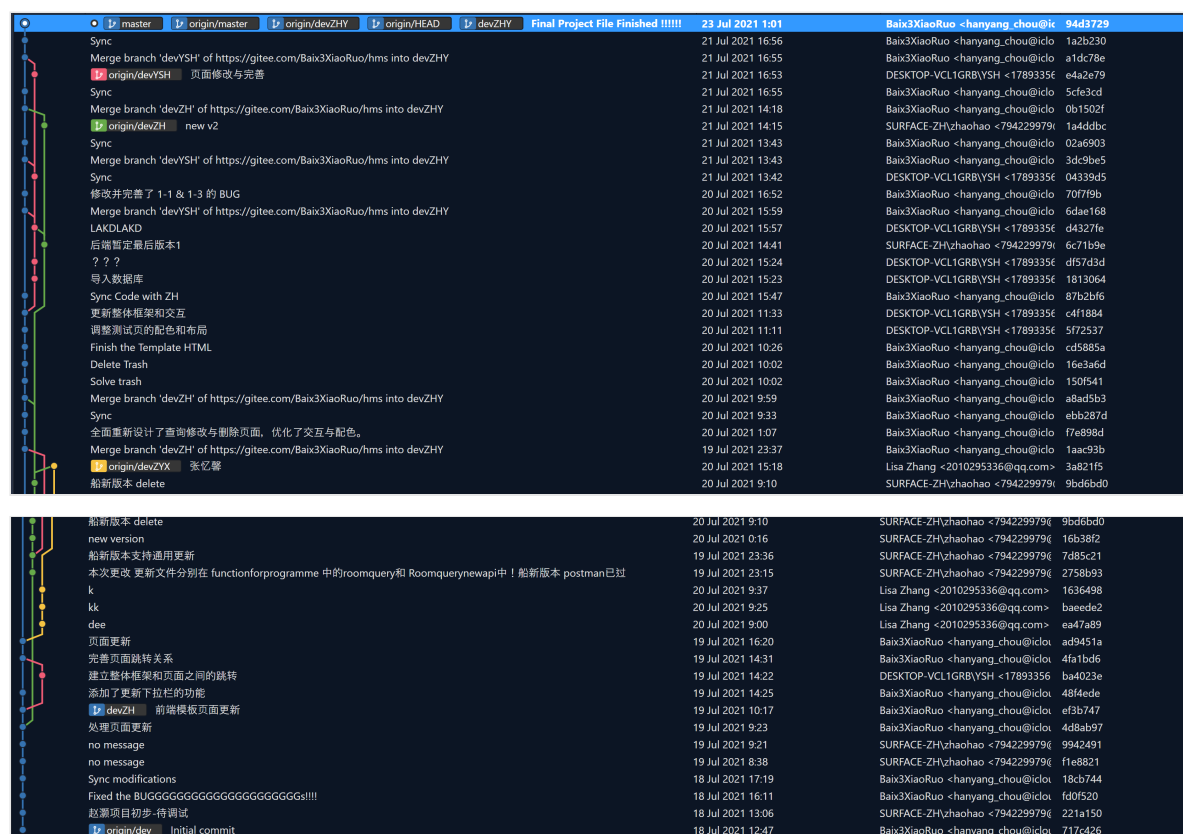 master origin/master origin/devZHY origin/HEAD devZHY Final Project File Finished !!!!!! 23 Jul 2021 1:01 Baix3XiaoRuo <hanyang_chou@ic 94d3729
Sync 21 Jul 2021 16:56 Baix3XiaoRuo <hanyang_chou@iclo 1a2b230
Merge branch 'devYSH' of https://gitee.com/Baix3XiaoRuo/hms into devZHY 21 Jul 2021 16:55 Baix3XiaoRuo <hanyang_chou@iclo a1dc78e
origin/devYSH 页面修改与完善 21 Jul 2021 16:53 DESKTOP-VCL1GRB\YSH <17893356 e4a2e79
Sync 21 Jul 2021 16:55 Baix3XiaoRuo <hanyang_chou@iclo 5cfe3cd
Merge branch 'devZH' of https://gitee.com/Baix3XiaoRuo/hms into devZHY 21 Jul 2021 14:18 Baix3XiaoRuo <hanyang_chou@iclo 0b1502f
origin/devZH new v2 21 Jul 2021 14:15 SURFACE-ZH\zhaohao <794229979( 1a4ddbc
Sync 21 Jul 2021 13:43 Baix3XiaoRuo <hanyang_chou@iclo 02a6903
Merge branch 'devYSH' of https://gitee.com/Baix3XiaoRuo/hms into devZHY 21 Jul 2021 13:43 Baix3XiaoRuo <hanyang_chou@iclo 3dc9be5
Sync 21 Jul 2021 13:42 DESKTOP-VCL1GRB\YSH <17893356 04339d5
修改并完善了 1-1 & 1-3 的 BUG 20 Jul 2021 16:52 Baix3XiaoRuo <hanyang_chou@iclo 70f7f9b
Merge branch 'devYSH' of https://gitee.com/Baix3XiaoRuo/hms into devZHY 20 Jul 2021 15:59 Baix3XiaoRuo <hanyang_chou@iclo 6dae168
LAKDLAKD 20 Jul 2021 15:57 DESKTOP-VCL1GRB\YSH <17893356 d4327fe
后端暂定最后版本1 20 Jul 2021 14:41 SURFACE-ZH\zhaohao <794229979( 6c71b9e
？？？ 20 Jul 2021 15:24 DESKTOP-VCL1GRB\YSH <17893356 df57d3d
导入数据库 20 Jul 2021 15:23 DESKTOP-VCL1GRB\YSH <17893356 1813064
Sync Code with ZH 20 Jul 2021 15:47 Baix3XiaoRuo <hanyang_chou@iclo 87b2bf6
更新整体框架和交互 20 Jul 2021 11:33 DESKTOP-VCL1GRB\YSH <17893356 c4f1884
调整测试页的配色和布局 20 Jul 2021 11:11 DESKTOP-VCL1GRB\YSH <17893356 5f72537
Finish the Template HTML 20 Jul 2021 10:26 Baix3XiaoRuo <hanyang_chou@iclo cd5885a
Delete Trash 20 Jul 2021 10:02 Baix3XiaoRuo <hanyang_chou@iclo 16e3a6d
Solve trash 20 Jul 2021 10:02 Baix3XiaoRuo <hanyang_chou@iclo 150f541
Merge branch 'devZH' of https://gitee.com/Baix3XiaoRuo/hms into devZHY 20 Jul 2021 9:59 Baix3XiaoRuo <hanyang_chou@iclo a8ad5b3
Sync 20 Jul 2021 9:33 Baix3XiaoRuo <hanyang_chou@iclo ebb287d
全面重新设计了查询修改与删除页面，优化了交互与配色。 20 Jul 2021 1:07 Baix3XiaoRuo <hanyang_chou@iclo f7e898d
Merge branch 'devZH' of https://gitee.com/Baix3XiaoRuo/hms into devZHY 19 Jul 2021 23:37 Baix3XiaoRuo <hanyang_chou@iclo 1aac93b
origin/devZYX 张忆馨 20 Jul 2021 15:18 Lisa Zhang <2010295336@qq.com> 3a821f5
船新版本 delete 20 Jul 2021 9:10 SURFACE-ZH\zhaohao <794229979( 9bd6bd0
船新版本 delete 20 Jul 2021 9:10 SURFACE-ZH\zhaohao <794229979@ 9bd6bd0
new version 20 Jul 2021 0:16 SURFACE-ZH\zhaohao <794229979@ 16b38f2
船新版本支持通用更新 19 Jul 2021 23:36 SURFACE-ZH\zhaohao <794229979@ 7d85c21
本次更改 更新文件分别在 functionforprogramme 中的roomquery和 Roomquerynewapi中！船新版本 postman已过 19 Jul 2021 23:15 SURFACE-ZH\zhaohao <794229979@ 2758b93
k 20 Jul 2021 9:37 Lisa Zhang <2010295336@qq.com> 1636498
kk 20 Jul 2021 9:25 Lisa Zhang <2010295336@qq.com> baeede2
dee 20 Jul 2021 9:00 Lisa Zhang <2010295336@qq.com> ea47a89
页面更新 19 Jul 2021 16:20 Baix3XiaoRuo <hanyang_chou@iclou ad9451a
完善页面跳转关系 19 Jul 2021 14:31 Baix3XiaoRuo <hanyang_chou@iclou 4fa1bd6
建立整体框架和页面之间的跳转 19 Jul 2021 14:22 DESKTOP-VCL1GRB\YSH <17893356 ba4023e
添加了更新下拉栏的功能 19 Jul 2021 14:25 Baix3XiaoRuo <hanyang_chou@iclou 48f4ede
devZH 前端模板页面更新 19 Jul 2021 10:17 Baix3XiaoRuo <hanyang_chou@iclou ef3b747
处理页面更新 19 Jul 2021 9:23 Baix3XiaoRuo <hanyang_chou@iclou 4d8ab97
no message 19 Jul 2021 9:21 SURFACE-ZH\zhaohao <794229979@ 9942491
no message 19 Jul 2021 8:38 SURFACE-ZH\zhaohao <794229979@ f1e8821
Sync modifications 18 Jul 2021 17:19 Baix3XiaoRuo <hanyang_chou@iclou 18cb744
Fixed the BUGGGGGGGGGGGGGGGGGGGGGs!!!! 18 Jul 2021 16:11 Baix3XiaoRuo <hanyang_chou@iclou fd0f520
赵灏项目初步-待调试 18 Jul 2021 13:06 SURFACE-ZH\zhaohao <794229979@ 221a150
origin/dev Initial commit 18 Jul 2021 12:47 Baix3XiaoRuo <hanyang_chou@iclou 717c426